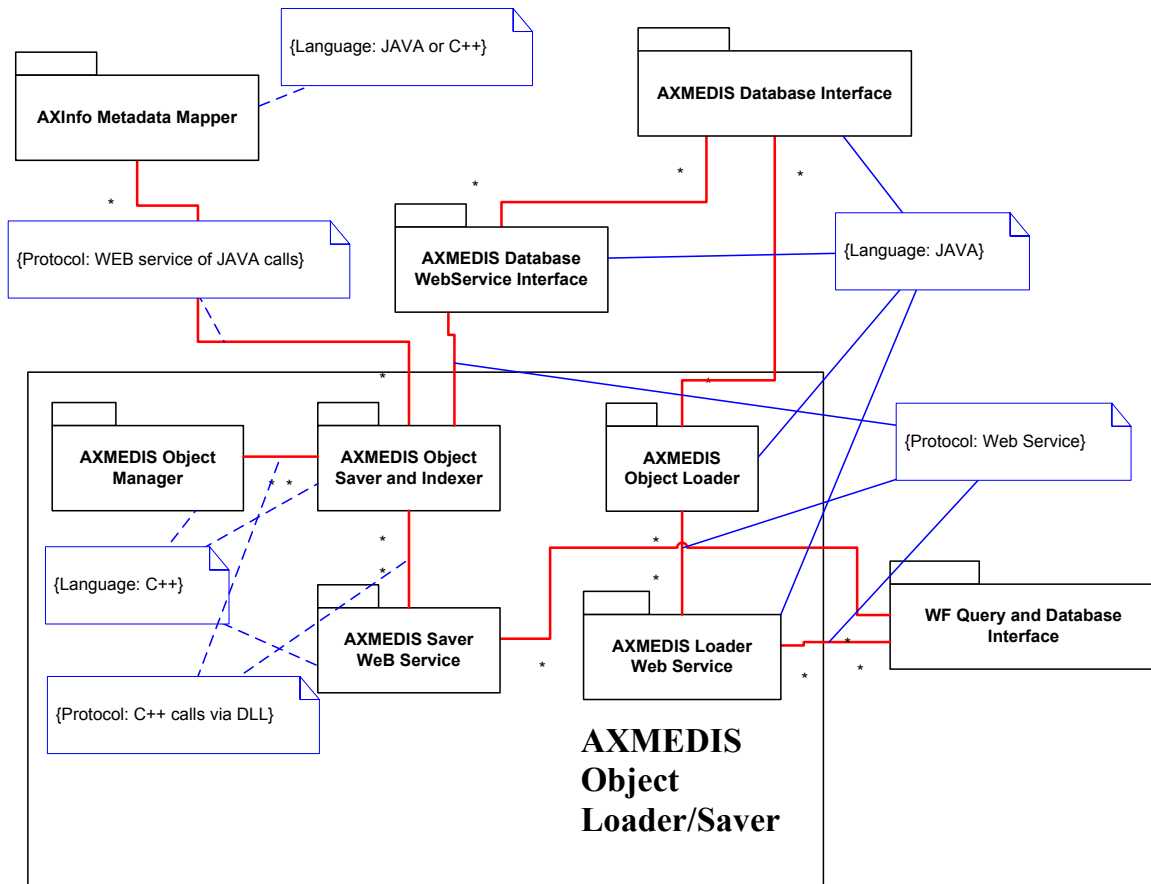 {Language: JAVA or C++}
AXInfo Metadata Mapper
AXMEDIS Database Interface
*
*
*
*
{Protocol: WEB service of JAVA calls}
AXMEDIS Database
WebService Interface
{Language: JAVA}
*
*
AXMEDIS Object
Manager
AXMEDIS Object
Saver and Indexer
AXMEDIS
Object Loader
{Protocol: Web Service}
* *
*
*
{Language: C++}
*
*
AXMEDIS Saver
WeB Service
AXMEDIS Loader
Web Service
WF Query and Database
Interface
*
*
*
*
{Protocol: C++ calls via DLL}
AXMEDIS
Object
Loader/Saver